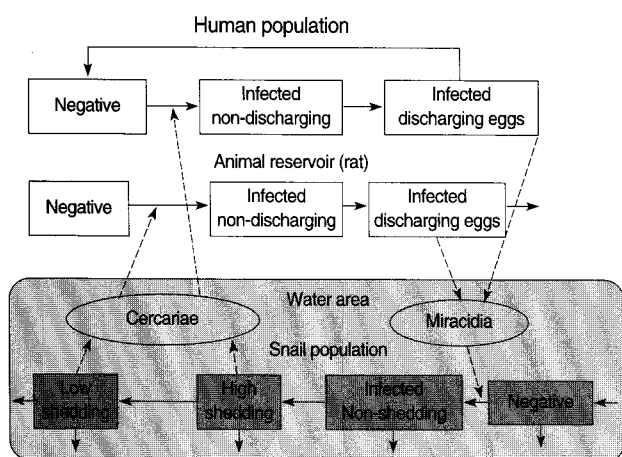 Human population
Negative
Infected
non-discharging
Infected
discharging eggs
Animal reservoir (rat)
Negative
Infected
non-discharging
Infected
discharging eggs
Water area
Cercariae
Miracidia
Snail population
Low
shedding
High
shedding
Infected
Non-shedding
Negative